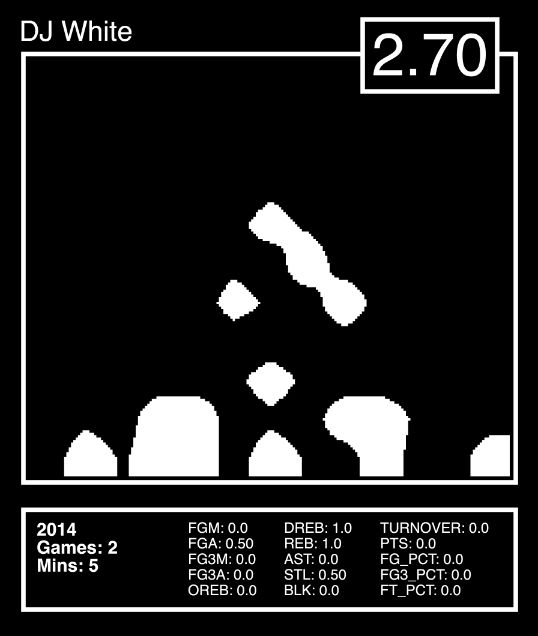 DJ White
2.70
2014
Games: 2
Mins: 5
FGM: 0.0
FGA: 0.50
FG3M: 0.0
FG3A: 0.0
OREB: 0.0
DREB: 1.0
REB: 1.0
AST: 0.0
STL: 0.50
BLK: 0.0
TURNOVER: 0.0
PTS: 0.0
FG_PCT: 0.0
FG3_PCT: 0.0
FT_PCT: 0.0